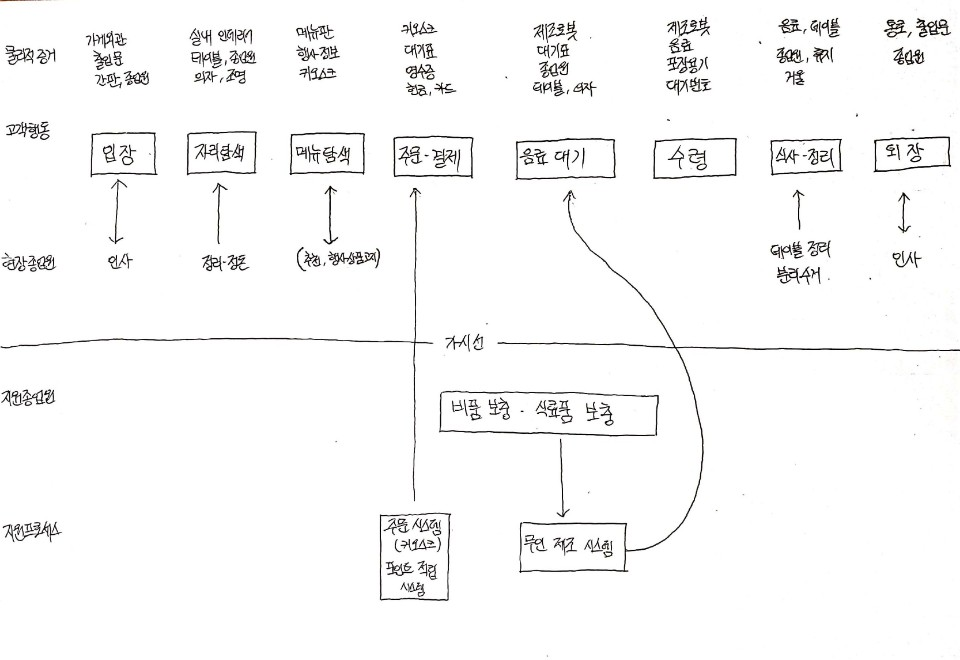 물리적 증거
가게외관
출입문
간판, 종업원
실내 인테리어
테이블, 종업원
의자, 조명
메뉴판
행사정보
키오스크
키오스크
대기표
영수증
현금, 카드
제조로봇
대기표
종업원
테이블, 의자
제조로봇
음료
포장용기
대기번호
음료, 테이블
종업원, 휴지
거울
통로, 출입문
종업원
고객행동
입장
자리탐색
메뉴탐색
주문-결제
음료 대기
수령
식사-정리
퇴장
현장종업원
인사
정리-정돈
(추천, 행사상품고지)
테이블 정리
분리수거
인사
가시선
지원종업원
비품 보충 - 식료품 보충
지원프로세스
주문 시스템
(키오스크)
포인트 적립
시스템
무인 제조 시스템